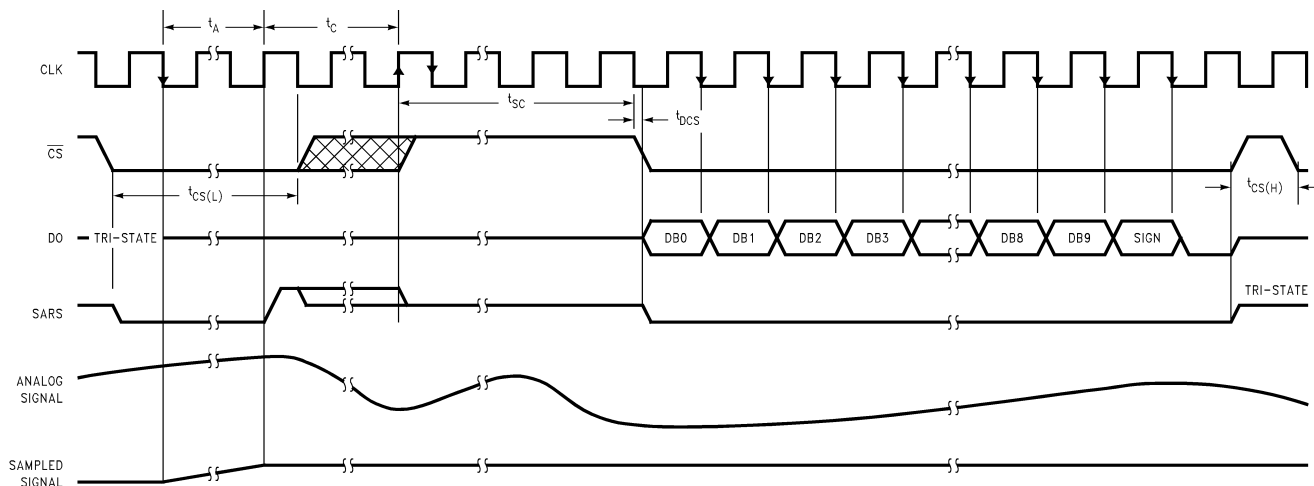 tA
tC
CLK
tSC
tDCS
CS
tCS(L)
tCS(H)
DO
TRI-STATE
DB0
DB1
DB2
DB3
DB8
DB9
SIGN
TRI-STATE
SARS
ANALOG
SIGNAL
SAMPLED
SIGNAL